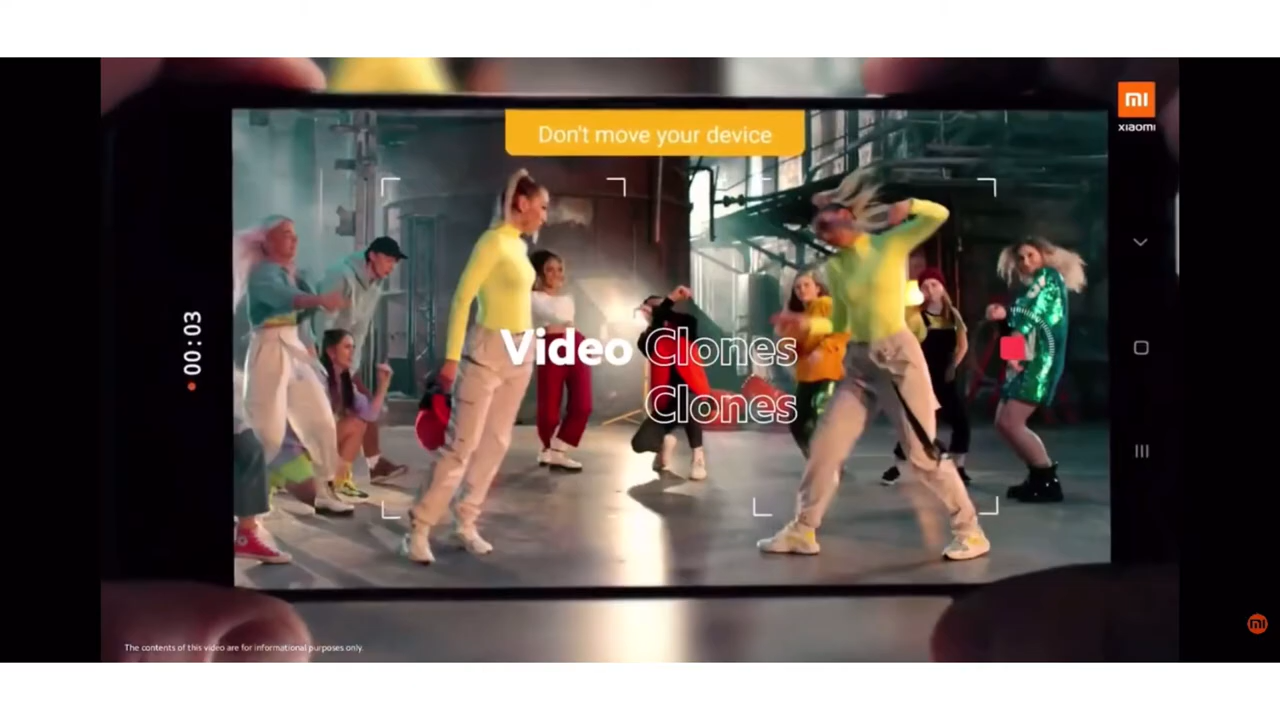 Don't move your device
mi
xiaomi
00:03
Video Clones
Clones
mi
The contents of this video are for informational purposes only.